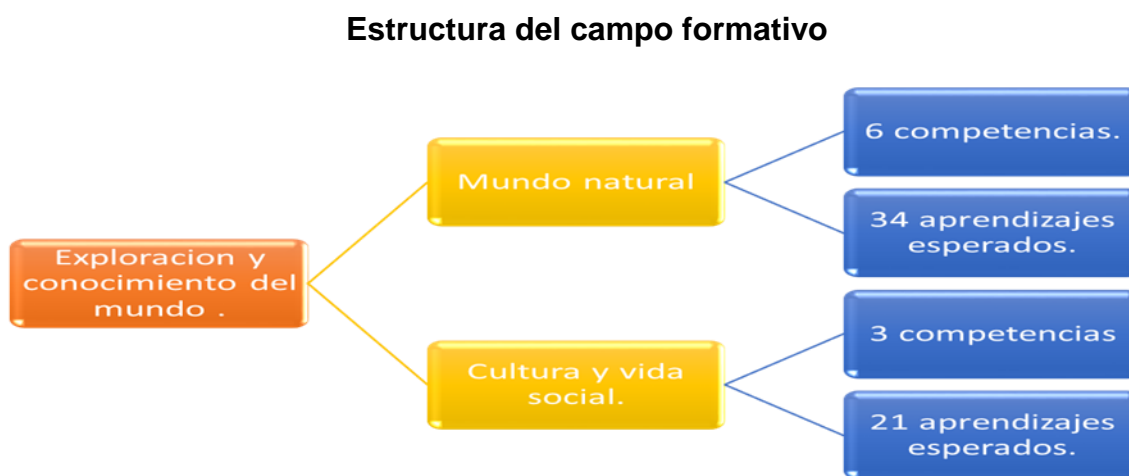 Estructura del campo formativo
Exploracion y
conocimiento del
mundo .
Mundo natural
6 competencias.
34 aprendizajes
esperados.
Cultura y vida
social.
3 competencias
21 aprendizajes
esperados.